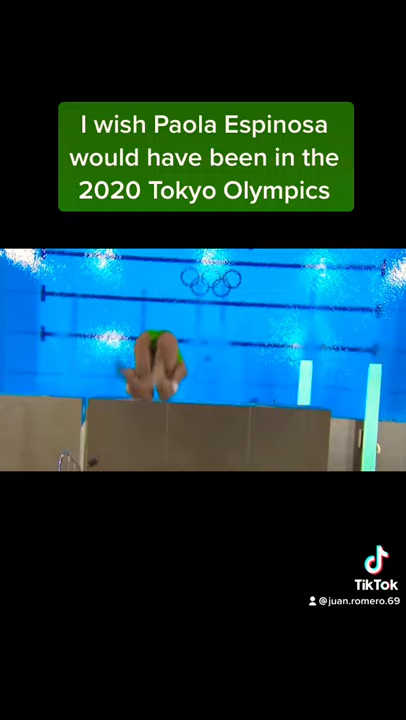 I wish Paola Espinosa
would have been in the
2020 Tokyo Olympics
TikTok
@juan.romero.69